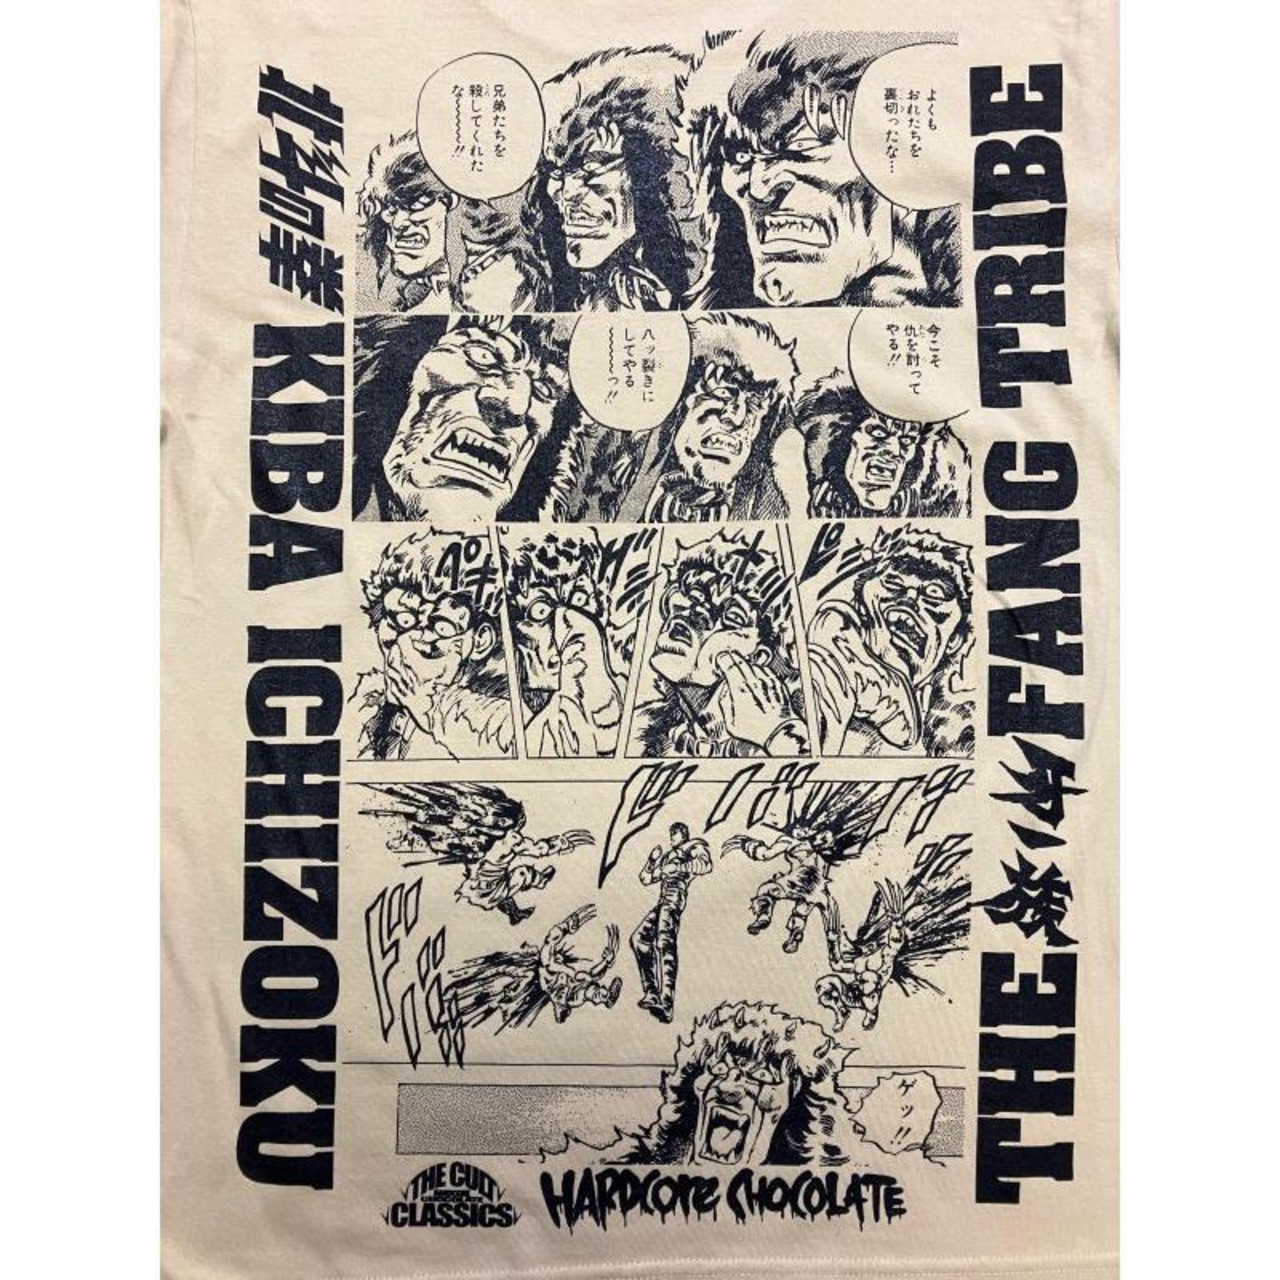 北斗の拳 KIBA ICHIZOKU
THE FANG TRIBE
牙一族
よくも
おれたちを
裏切ったな…
兄弟たちを
殺してくれた
な〜〜〜〜!!
今こそ
仇を討って
やる!!
八ッ裂きに
してやる
〜〜〜〜っ!!
ゲッ!!
THE CULT
CLASSICS
HARDCORE CHOCOLATE